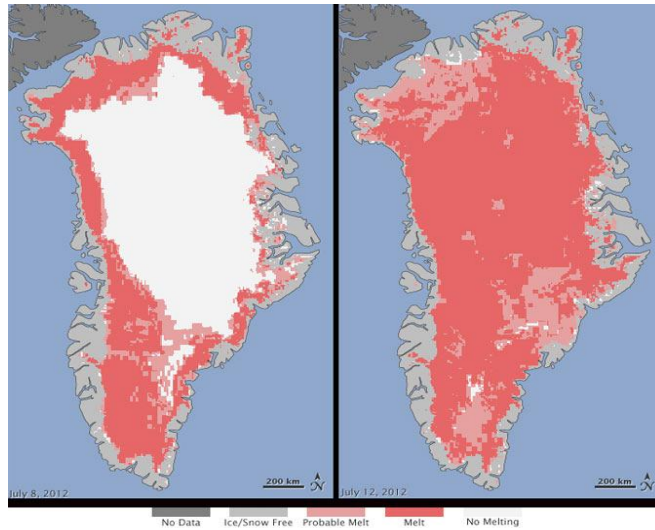 200 km
N
July 8, 2012
200 km
N
July 12, 2012
No Data
Ice/Snow Free
Probable Melt
Melt
No Melting